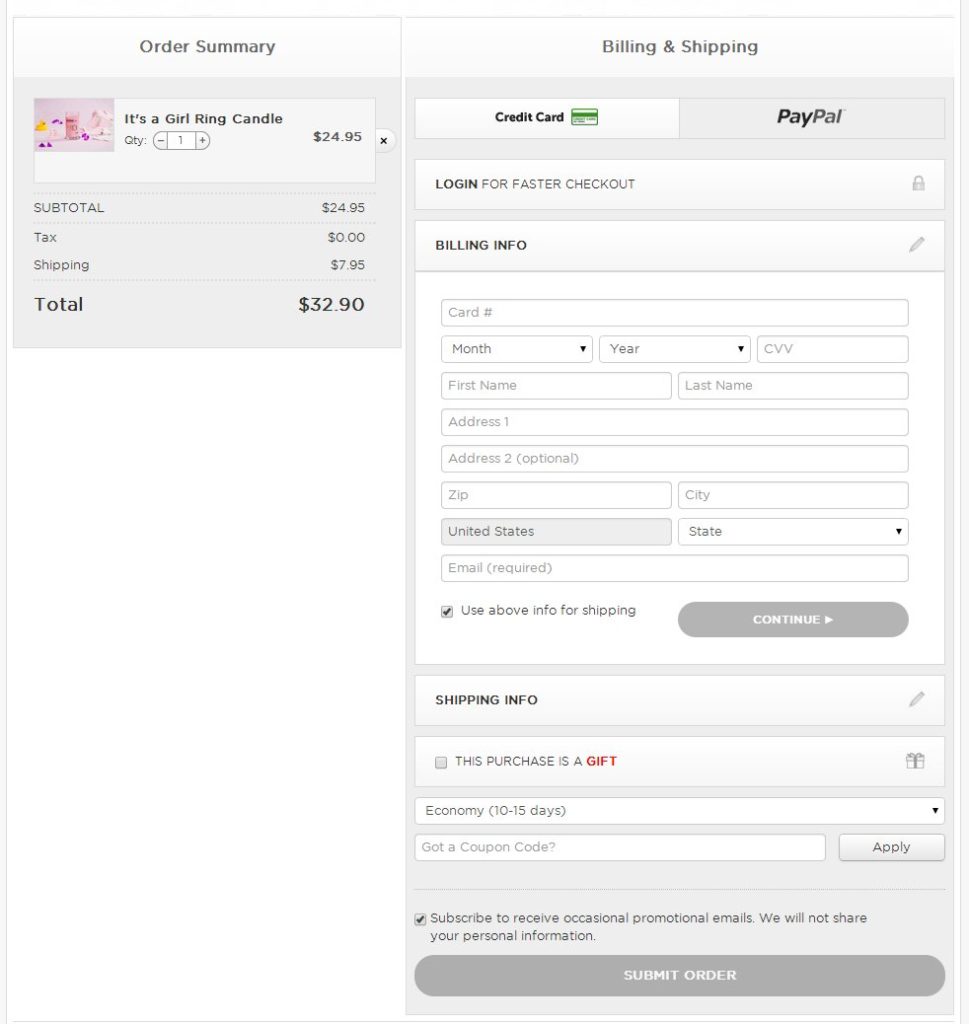 Order Summary
It's a Girl Ring Candle
Qty: − 1 +
$24.95
×
SUBTOTAL $24.95
Tax $0.00
Shipping $7.95
Total $32.90
Billing & Shipping
Credit Card
PayPal™
LOGIN FOR FASTER CHECKOUT
BILLING INFO
Card #
Month Year CVV
First Name Last Name
Address 1
Address 2 (optional)
Zip City
United States State
Email (required)
Use above info for shipping CONTINUE ▶
SHIPPING INFO
THIS PURCHASE IS A GIFT
Economy (10-15 days)
Got a Coupon Code? Apply
Subscribe to receive occasional promotional emails. We will not share
your personal information.
SUBMIT ORDER